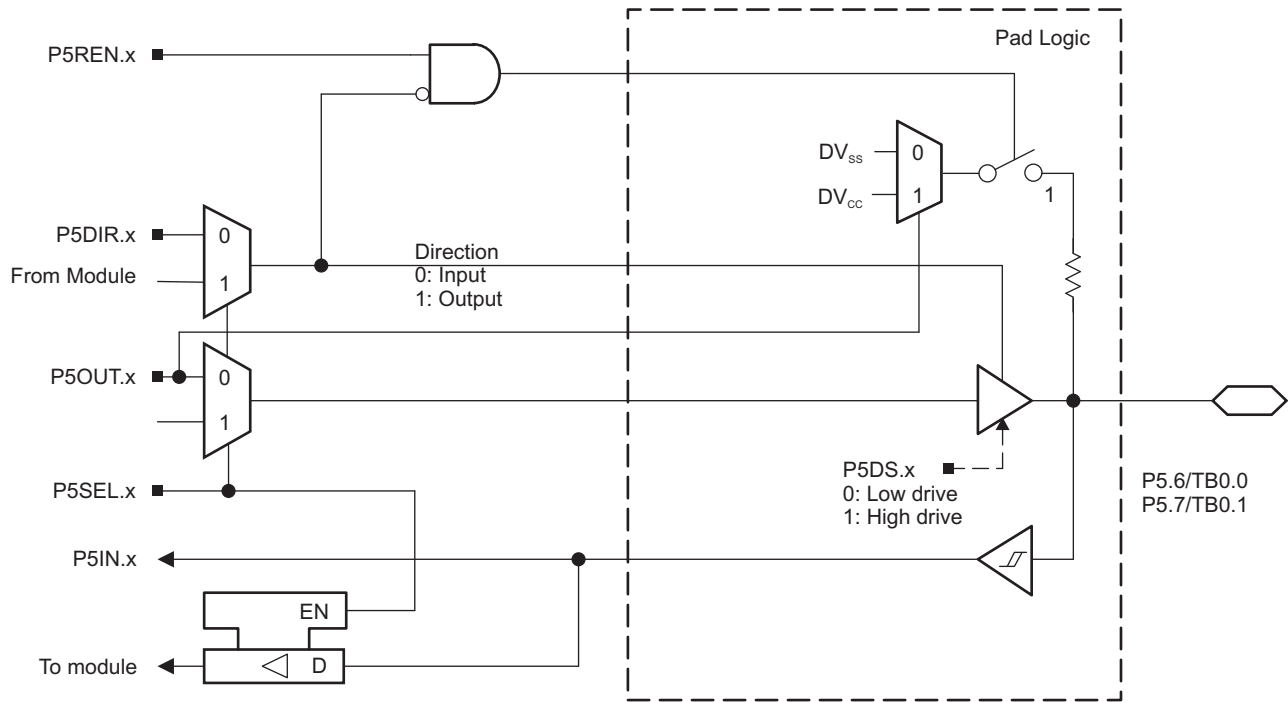 Pad Logic
P5REN.x
DVSS
0
DVCC
1
1
P5DIR.x
0
From Module
1
Direction
0: Input
1: Output
P5OUT.x
0
1
P5DS.x
0: Low drive
1: High drive
P5.6/TB0.0
P5.7/TB0.1
P5SEL.x
P5IN.x
EN
To module
D